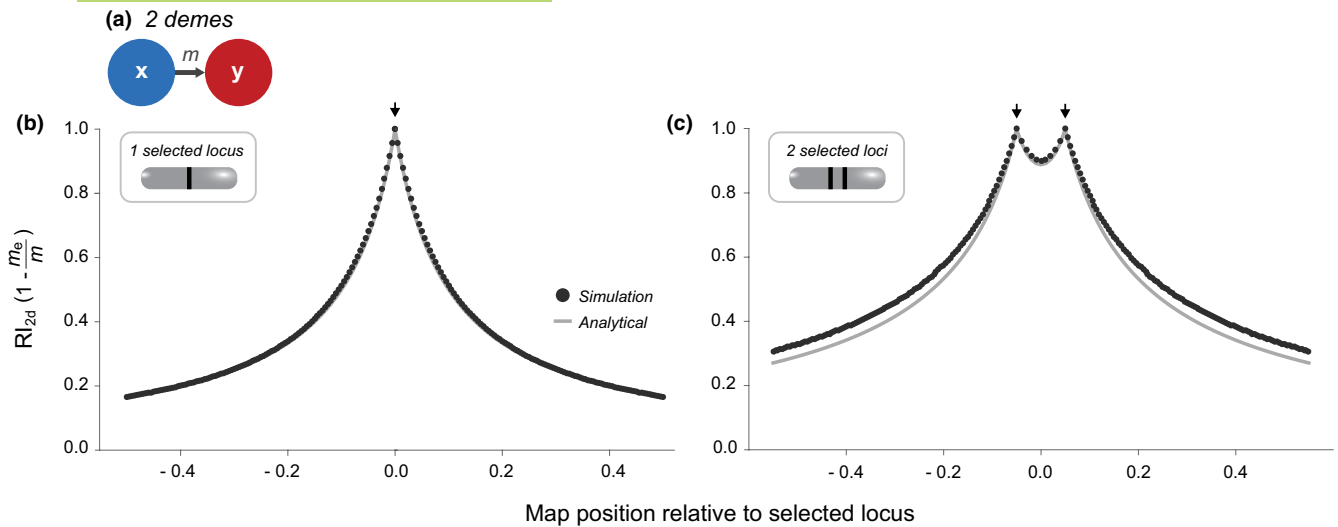 (a) 2 demes
m
x y
(b)
1 selected locus
RI2d (1 - me/m)
1.0
0.8
0.6
0.4
0.2
0.0
Simulation
Analytical
- 0.4 - 0.2 0.0 0.2 0.4
(c)
2 selected loci
1.0
0.8
0.6
0.4
0.2
0.0
- 0.4 - 0.2 0.0 0.2 0.4
Map position relative to selected locus